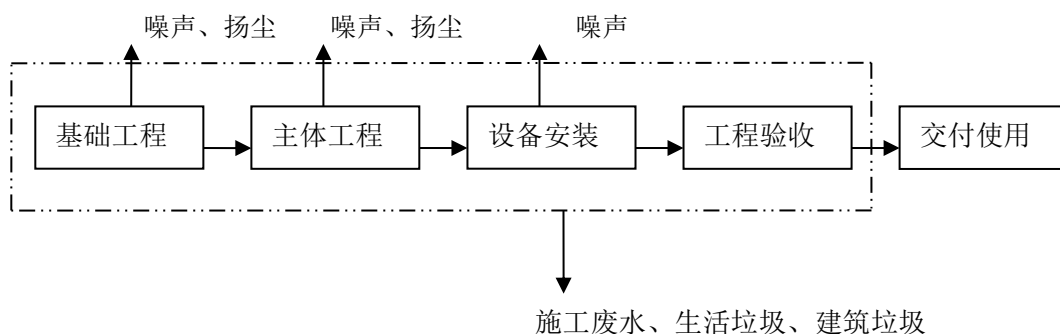 噪声、扬尘
噪声、扬尘
噪声
基础工程
主体工程
设备安装
工程验收
交付使用
施工废水、生活垃圾、建筑垃圾